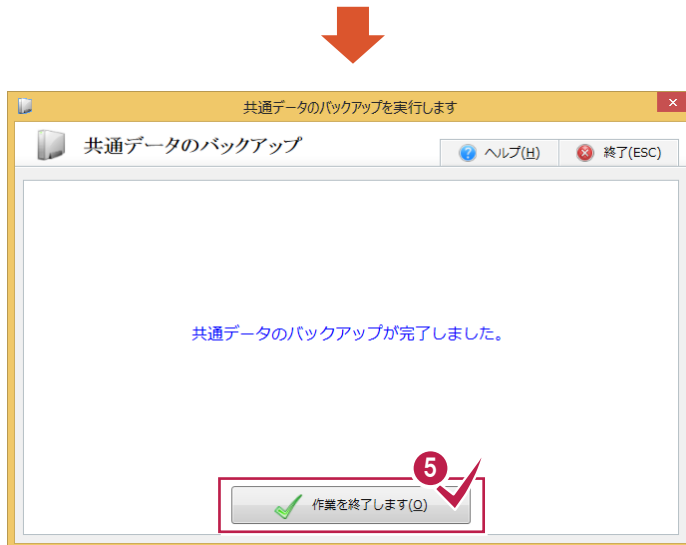 共通データのバックアップを実行します
共通データのバックアップ
ヘルプ(H)
終了(ESC)
共通データのバックアップが完了しました。
5
作業を終了します(O)